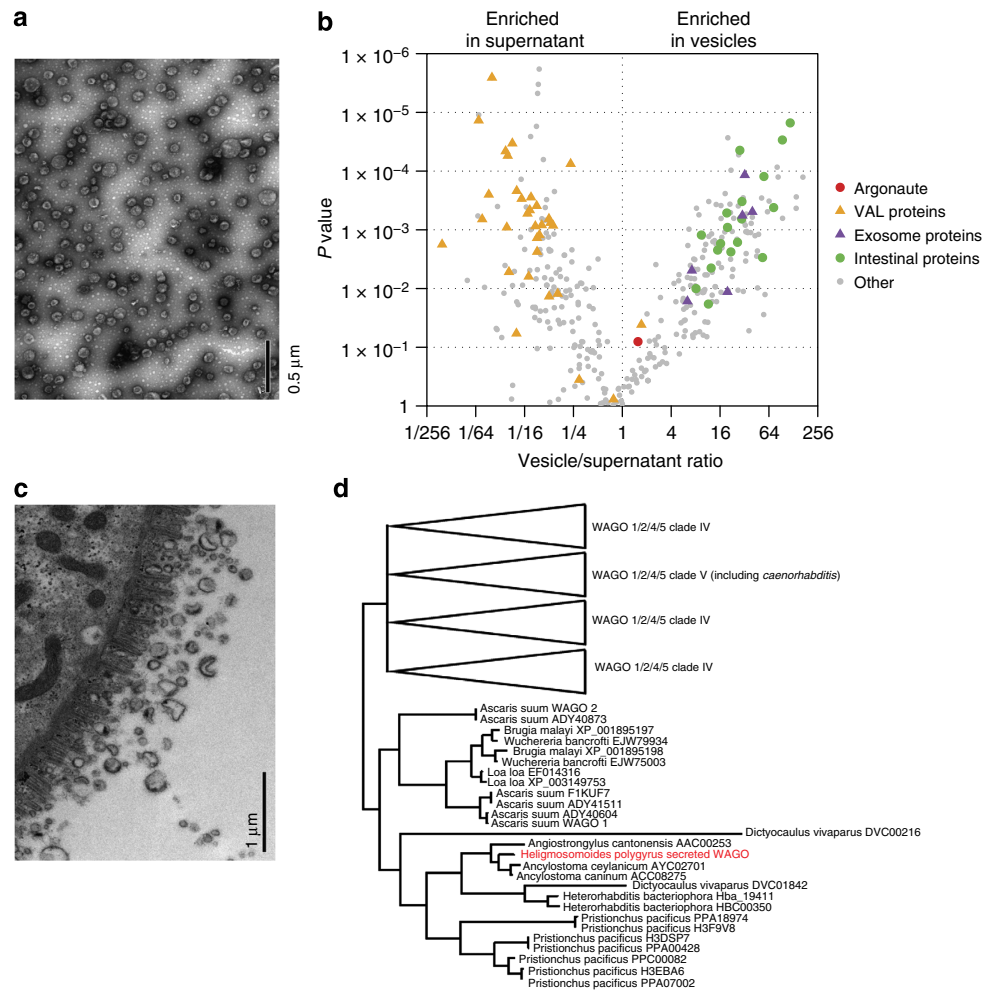 a
0.5 µm
b
Enriched
in supernatant
Enriched
in vesicles
1 × 10⁻⁶
1 × 10⁻⁵
1 × 10⁻⁴
1 × 10⁻³
1 × 10⁻²
1 × 10⁻¹
1
P value
1/256 1/64 1/16 1/4 1 4 16 64 256
Vesicle/supernatant ratio
Argonaute
VAL proteins
Exosome proteins
Intestinal proteins
Other
c
1 µm
d
WAGO 1/2/4/5 clade IV
WAGO 1/2/4/5 clade V (including caenorhabditis)
WAGO 1/2/4/5 clade IV
WAGO 1/2/4/5 clade IV
Ascaris suum WAGO 2
Ascaris suum ADY40873
Brugia malayi XP_001895197
Wuchereria bancrofti EJW79934
Brugia malayi XP_001895198
Wuchereria bancrofti EJW75003
Loa loa EF014316
Loa loa XP_003149753
Ascaris suum F1KUF7
Ascaris suum ADY41511
Ascaris suum ADY40604
Ascaris suum WAGO 1
Dictyocaulus vivaparus DVC00216
Angiostrongylus cantonensis AAC00253
Heligmosomoides polygyrus secreted WAGO
Ancylostoma ceylanicum AYC02701
Ancylostoma caninum ACC08275
Dictyocaulus vivaparus DVC01842
Heterorhabditis bacteriophora Hba_19411
Heterorhabditis bacteriophora HBC00350
Pristionchus pacificus PPA18974
Pristionchus pacificus H3F9V8
Pristionchus pacificus H3DSP7
Pristionchus pacificus PPA00428
Pristionchus pacificus PPC00082
Pristionchus pacificus H3EBA6
Pristionchus pacificus PPA07002